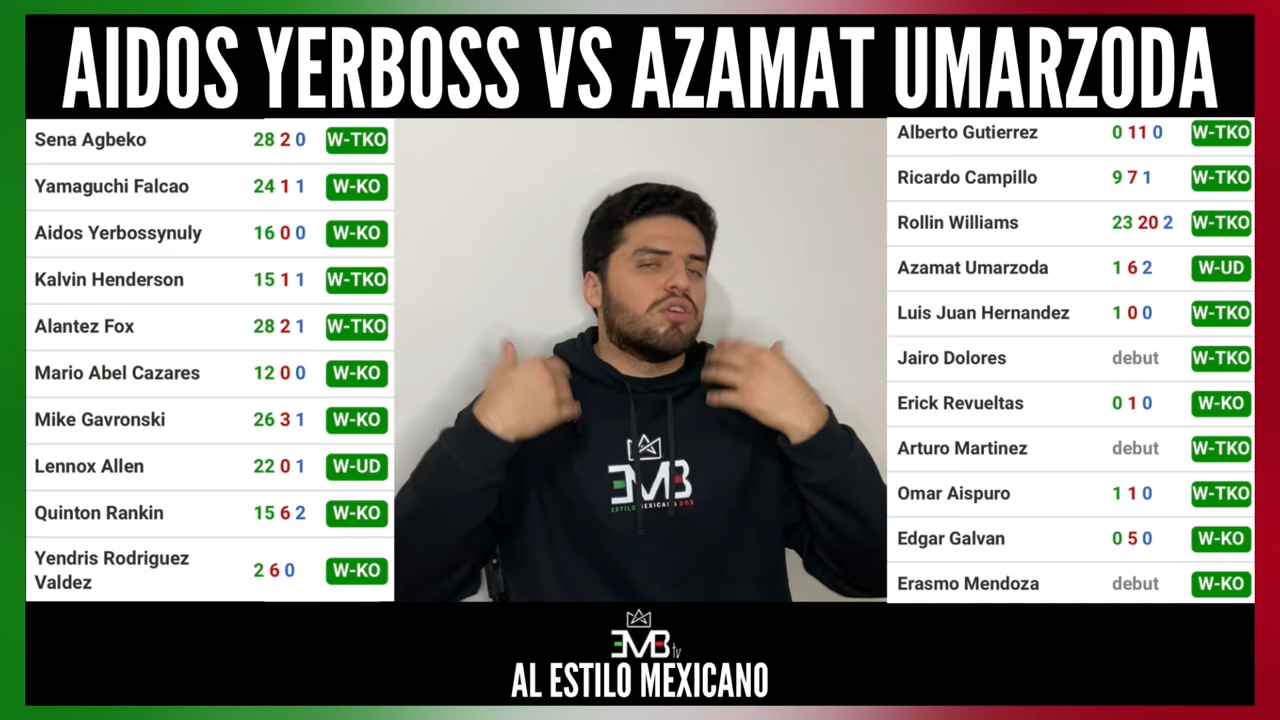 AIDOS YERBOSS VS AZAMAT UMARZODA
Sena Agbeko 28 2 0 W-TKO
Yamaguchi Falcao 24 1 1 W-KO
Aidos Yerbossynuly 16 0 0 W-KO
Kalvin Henderson 15 1 1 W-TKO
Alantez Fox 28 2 1 W-TKO
Mario Abel Cazares 12 0 0 W-KO
Mike Gavronski 26 3 1 W-KO
Lennox Allen 22 0 1 W-UD
Quinton Rankin 15 6 2 W-KO
Yendris Rodriguez
Valdez 2 6 0 W-KO
EMB
ESTILO MEXICANO BOX
Alberto Gutierrez 0 11 0 W-TKO
Ricardo Campillo 9 7 1 W-TKO
Rollin Williams 23 20 2 W-TKO
Azamat Umarzoda 1 6 2 W-UD
Luis Juan Hernandez 1 0 0 W-TKO
Jairo Dolores debut W-TKO
Erick Revueltas 0 1 0 W-KO
Arturo Martinez debut W-TKO
Omar Aispuro 1 1 0 W-TKO
Edgar Galvan 0 5 0 W-KO
Erasmo Mendoza debut W-KO
EMB tv
AL ESTILO MEXICANO